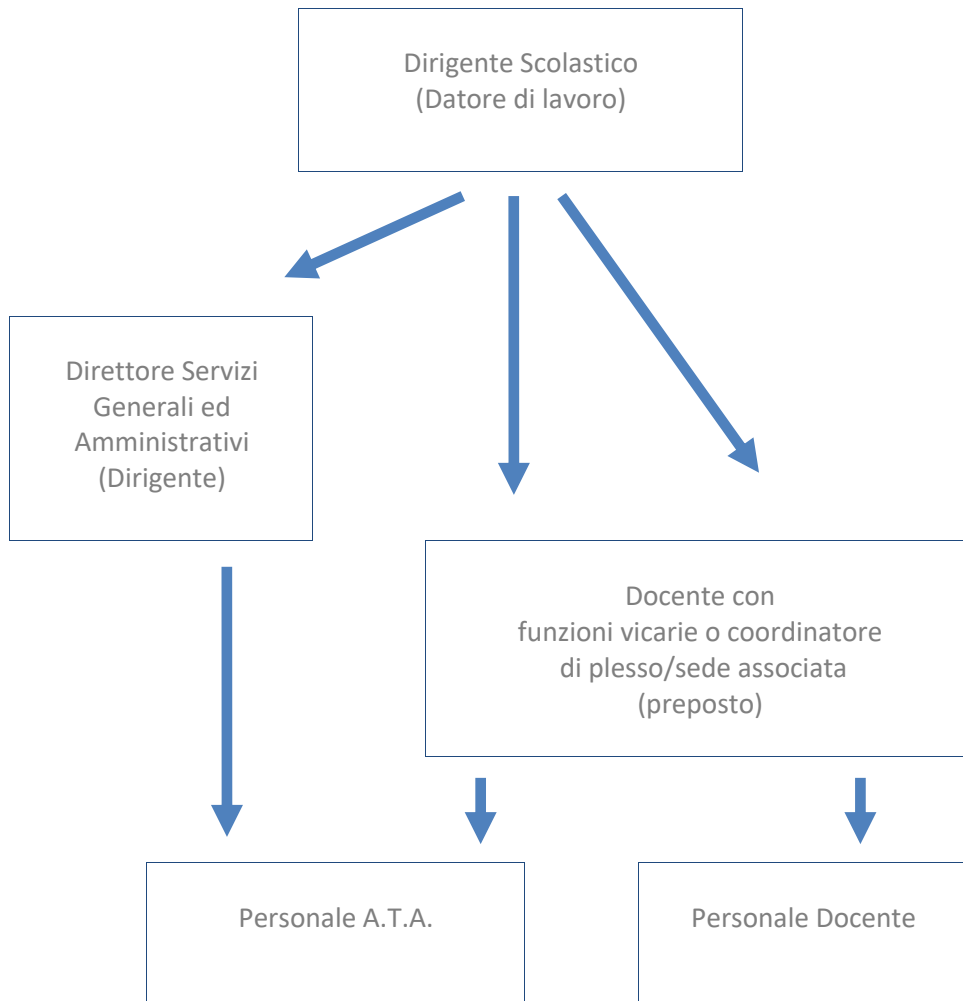 Dirigente Scolastico
(Datore di lavoro)
Direttore Servizi
Generali ed
Amministrativi
(Dirigente)
Docente con
funzioni vicarie o coordinatore
di plesso/sede associata
(preposto)
Personale A.T.A.
Personale Docente